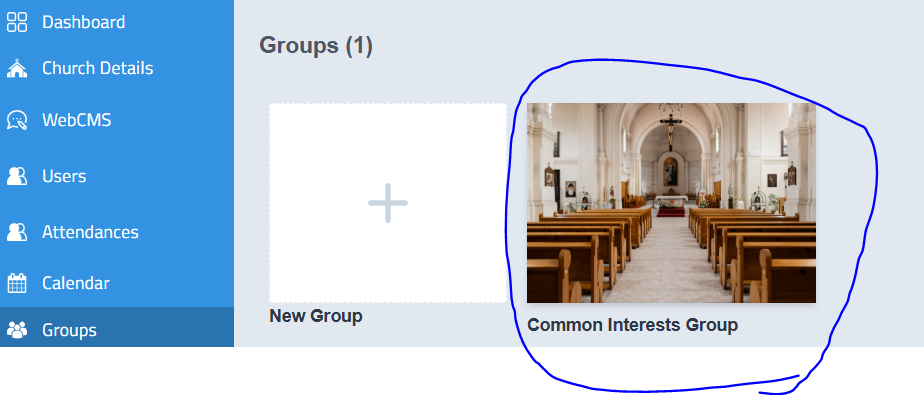 Dashboard
Church Details
WebCMS
Users
Attendances
Calendar
Groups
Groups (1)
New Group
Common Interests Group